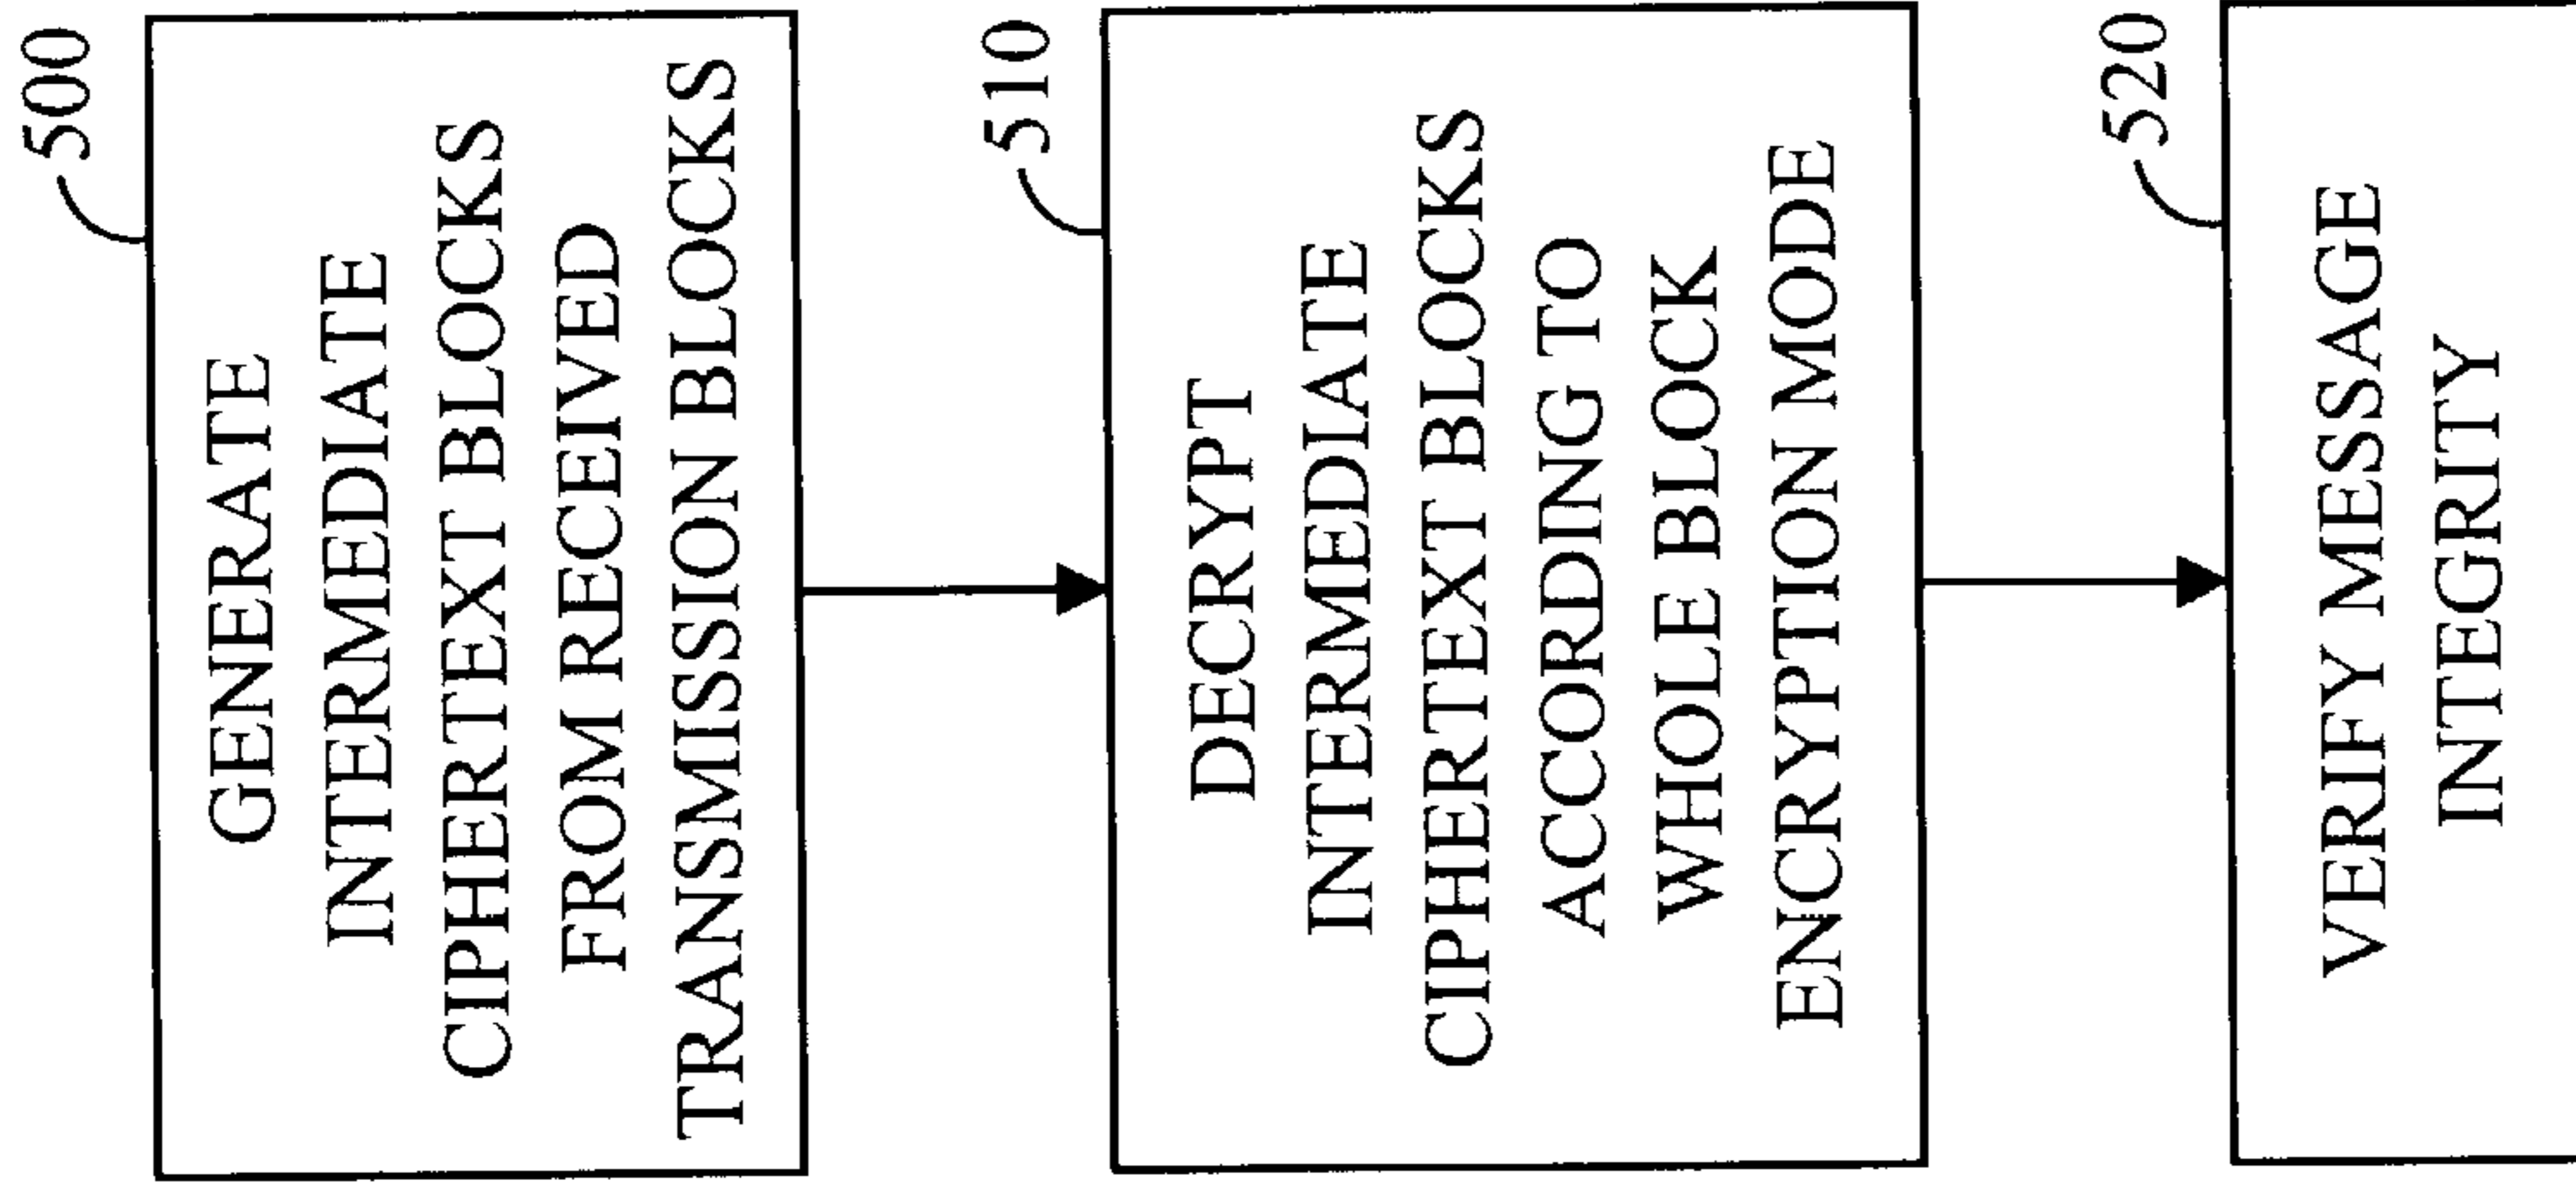 500
GENERATE
INTERMEDIATE
CIPHERTEXT BLOCKS
FROM RECEIVED
TRANSMISSION BLOCKS
510
DECRYPT
INTERMEDIATE
CIPHERTEXT BLOCKS
ACCORDING TO
WHOLE BLOCK
ENCRYPTION MODE
520
VERIFY MESSAGE
INTEGRITY